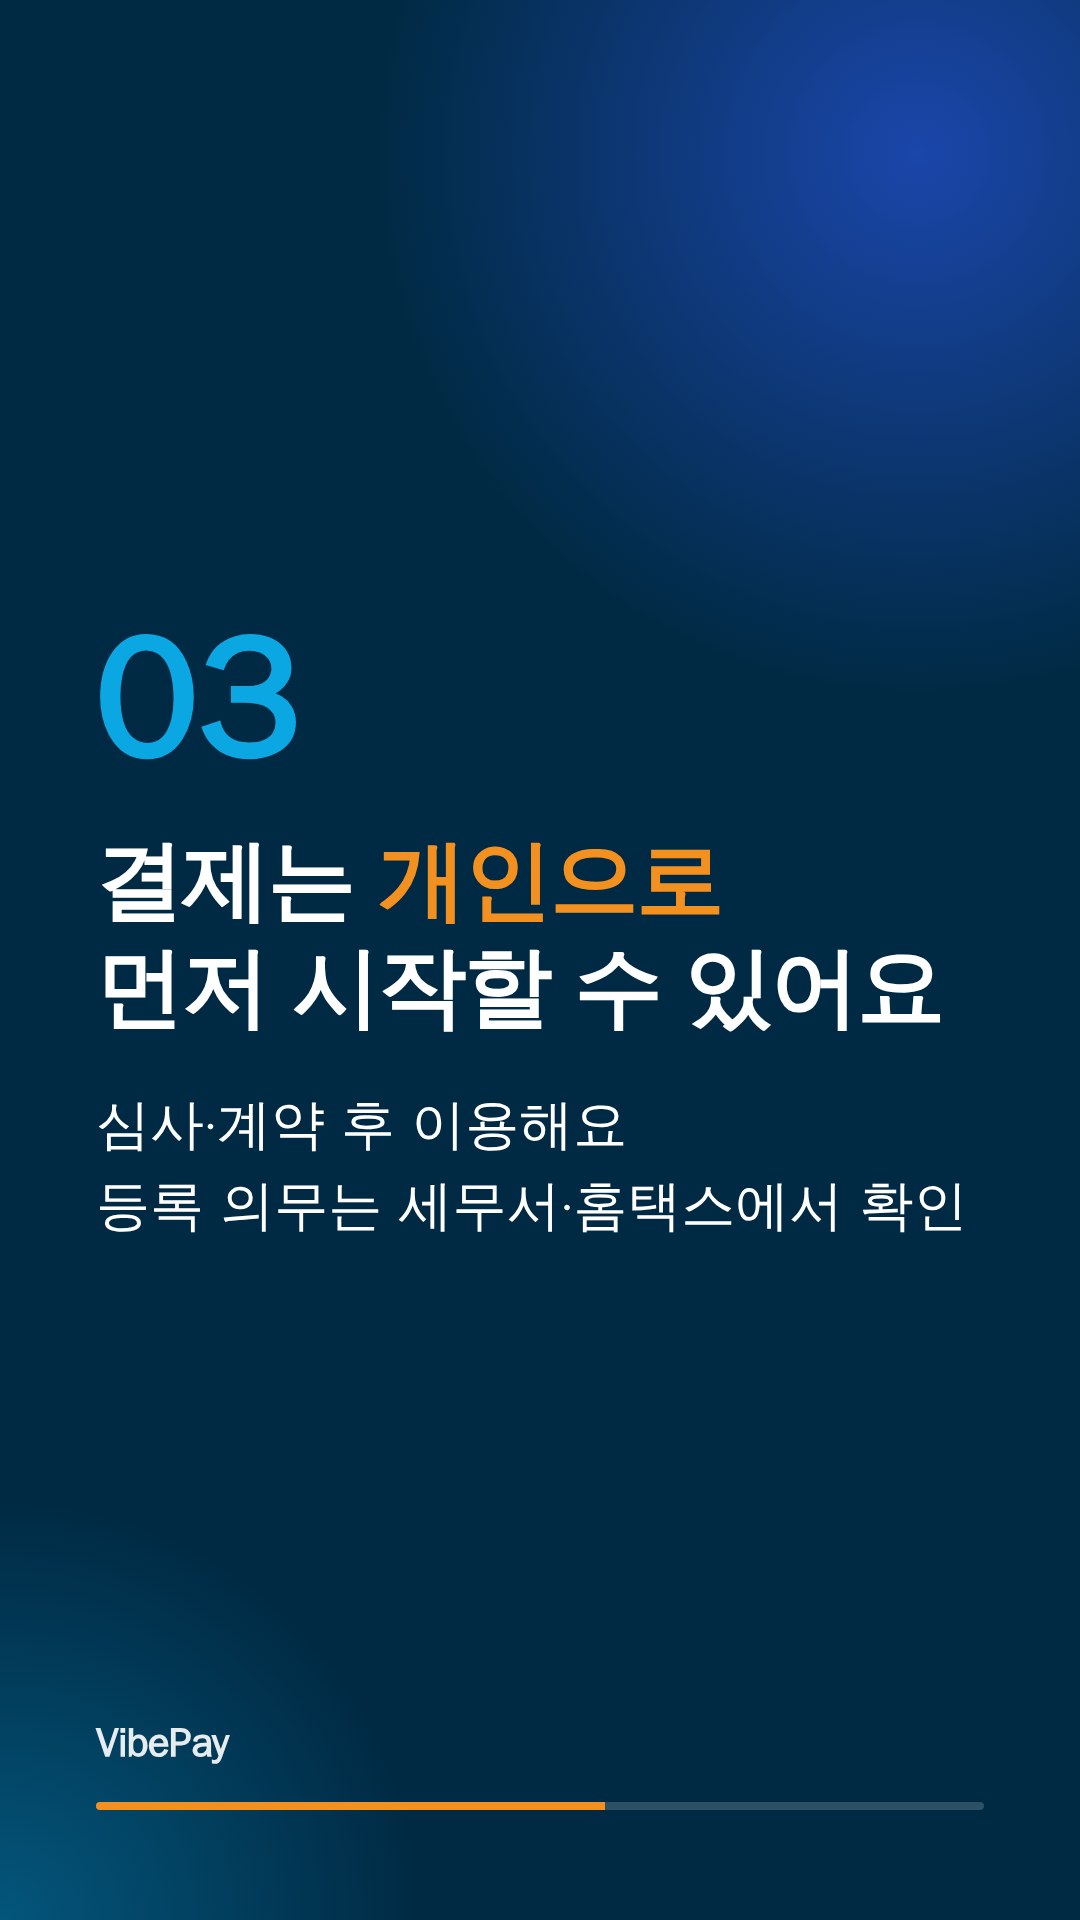 03
결제는 개인으로
먼저 시작할 수 있어요
심사·계약 후 이용해요
등록 의무는 세무서·홈택스에서 확인
VibePay